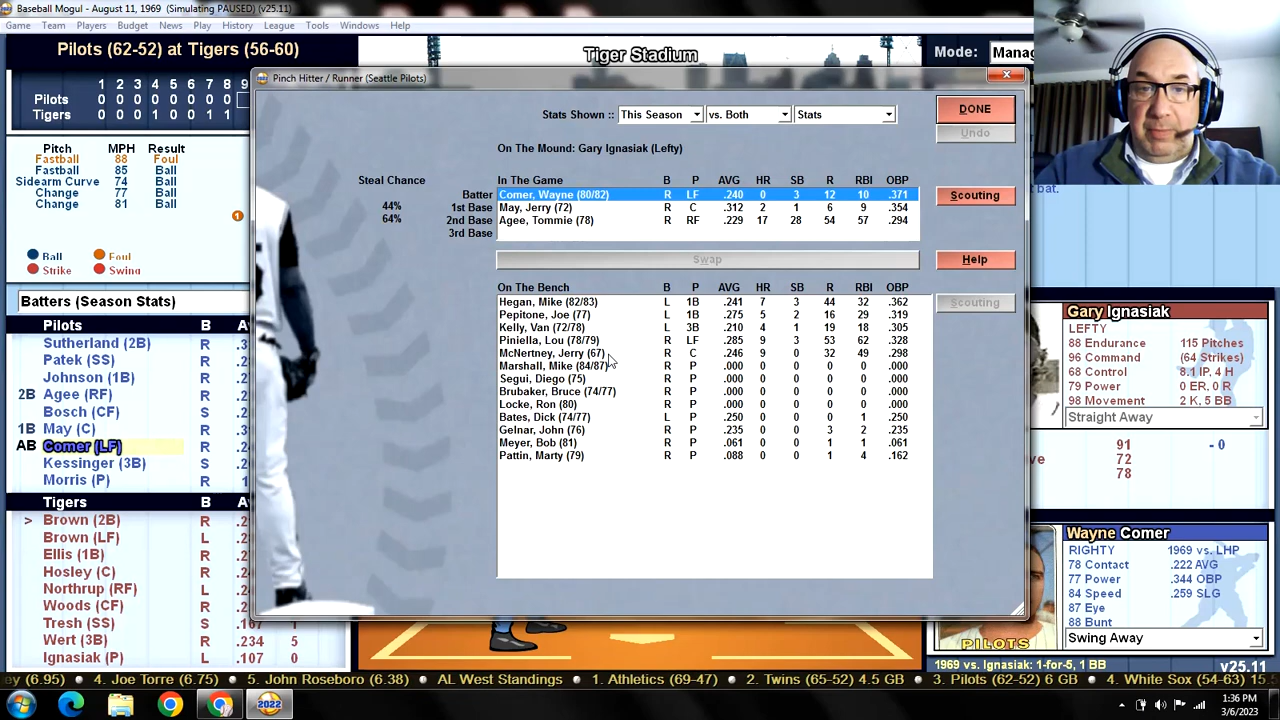 Baseball Mogul - August 11, 1969 (Simulating PAUSED) (v25.11)
Game Team Players Budget News Play History League Tools Windows Help
Pilots (62-52) at Tigers (56-60)
1 2 3 4 5 6 7 8 9
Pilots 0 0 0 0 0 0 0 0
Tigers 0 0 0 1 0 0 1 1
Pitch MPH Result
Fastball 88 Foul
Fastball 85 Ball
Sidearm Curve 74 Ball
Change 77 Ball
Change 81 Ball
1
Ball Foul
Strike Swing
Batters (Season Stats)
Pilots B
Sutherland (2B) R
Patek (SS) R
Johnson (1B) R
2B Agee (RF) R
Bosch (CF) S
1B May (C) R
AB Comer (LF) R
Kessinger (3B) S
Morris (P) R
Tigers B
> Brown (2B) R
Brown (LF) L
Ellis (1B) R
Hosley (C) R
Northrup (RF) L
Woods (CF) R
Tresh (SS) S .167 1
Wert (3B) R .234 5
Ignasiak (P) L .107 0
Tiger Stadium
Mode:
Pinch Hitter / Runner (Seattle Pilots)
Stats Shown :: This Season vs. Both Stats
DONE
Undo
On The Mound: Gary Ignasiak (Lefty)
Steal Chance In The Game B P AVG HR SB R RBI OBP
Batter Comer, Wayne (80/82) R LF .240 0 3 12 10 .371
44% 1st Base May, Jerry (72) R C .312 2 1 6 9 .354
64% 2nd Base Agee, Tommie (78) R RF .229 17 28 54 57 .294
3rd Base
Scouting
Swap
Help
On The Bench B P AVG HR SB R RBI OBP
Hegan, Mike (82/83) L 1B .241 7 3 44 32 .362
Pepitone, Joe (77) L 1B .275 5 2 16 29 .319
Kelly, Van (72/78) L 3B .210 4 1 19 18 .305
Piniella, Lou (78/79) R LF .285 9 3 53 62 .328
McNertney, Jerry (67) R C .246 9 0 32 49 .298
Marshall, Mike (84/87) R P .000 0 0 0 0 .000
Segui, Diego (75) R P .000 0 0 0 0 .000
Brubaker, Bruce (74/77) R P .000 0 0 0 0 .000
Locke, Ron (80) R P .000 0 0 0 0 .000
Bates, Dick (74/77) R P .250 0 0 0 1 .250
Gelnar, John (76) R P .235 0 0 3 2 .235
Meyer, Bob (81) R P .061 0 0 1 1 .061
Pattin, Marty (79) R P .088 0 0 1 4 .162
Scouting
bat.
Gary Ignasiak
LEFTY
88 Endurance 115 Pitches
96 Stamina (64 Strikes)
68 Control 8.1 IP, 4 H
79 Power 0 ER, 0 R
98 Movement 2 K, 5 BB
Straight Away
91 - 0
72
78
Wayne Comer
RIGHTY 1969 vs. LHP
78 Contact .222 AVG
77 Power .344 OBP
84 Speed .259 SLG
87 Eye
88 Bunt
Swing Away
PILOTS
1969 vs. Ignasiak: 1-for-5, 1 BB
v25.11
(6.95) 4. Joe Torre (6.75) 5. John Roseboro (6.38) AL West Standings 1. Athletics (69-47) 2. Twins (65-52) 4.5 GB 3. Pilots (62-52) 6 GB 4. White Sox (54-63)
2022
1:36 PM
3/6/2023